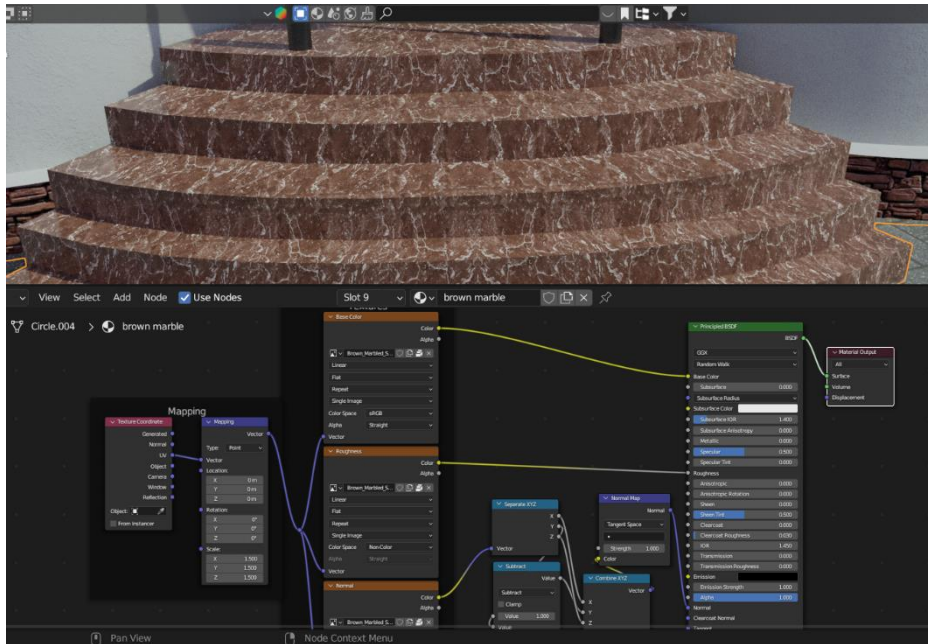 View Select Add Node Use Nodes Slot 9 brown marble
Circle.004 > brown marble
Base Color
Color
Alpha
Brown_Marbled_S...
Linear
Flat
Repeat
Single Image
Color Space sRGB
Alpha Straight
Vector
Mapping
Texture Coordinate
Generated
Normal
UV
Object
Camera
Window
Reflection
Object:
From Instancer
Mapping
Vector
Type: Point
Vector
Location:
X 0 m
Y 0 m
Z 0 m
Rotation:
X 0°
Y 0°
Z 0°
Scale:
X 1.500
Y 1.509
Z 1.509
Roughness
Color
Alpha
Brown_Marbled_S...
Linear
Flat
Repeat
Single Image
Color Space Non-Color
Alpha Straight
Vector
Normal
Color
Alpha
Brown_Marbled_S...
Separate XYZ
X
Y
Z
Vector
Subtract
Value
Subtract
Clamp
Value 1.000
Value
Combine XYZ
Vector
X
Y
Z
Normal Map
Normal
Tangent Space
Strength 1.600
Color
Principled BSDF
BSDF
GGX
Random Walk
Base Color
Subsurface 0.000
Subsurface Radius
Subsurface Color
Subsurface IOR 1.400
Subsurface Anisotropy 0.000
Metallic 0.000
Specular 0.500
Specular Tint 0.000
Roughness
Anisotropic 0.000
Anisotropic Rotation 0.000
Sheen 0.000
Sheen Tint 0.500
Clearcoat 0.000
Clearcoat Roughness 0.030
IOR 1.450
Transmission 0.000
Transmission Roughness 0.000
Emission
Emission Strength 1.000
Alpha 1.000
Normal
Clearcoat Normal
Tangent
Material Output
All
Surface
Volume
Displacement
Pan View
Node Context Menu